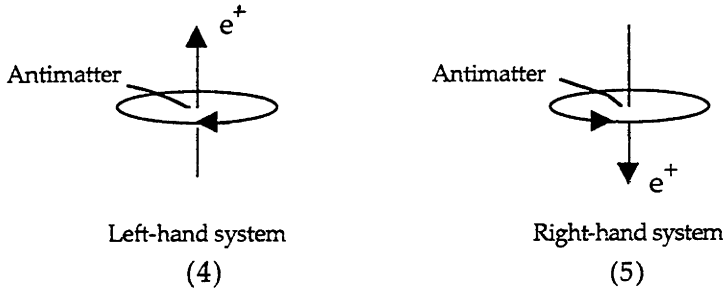 e+
Antimatter
Left-hand system
(4)
Antimatter
e+
Right-hand system
(5)